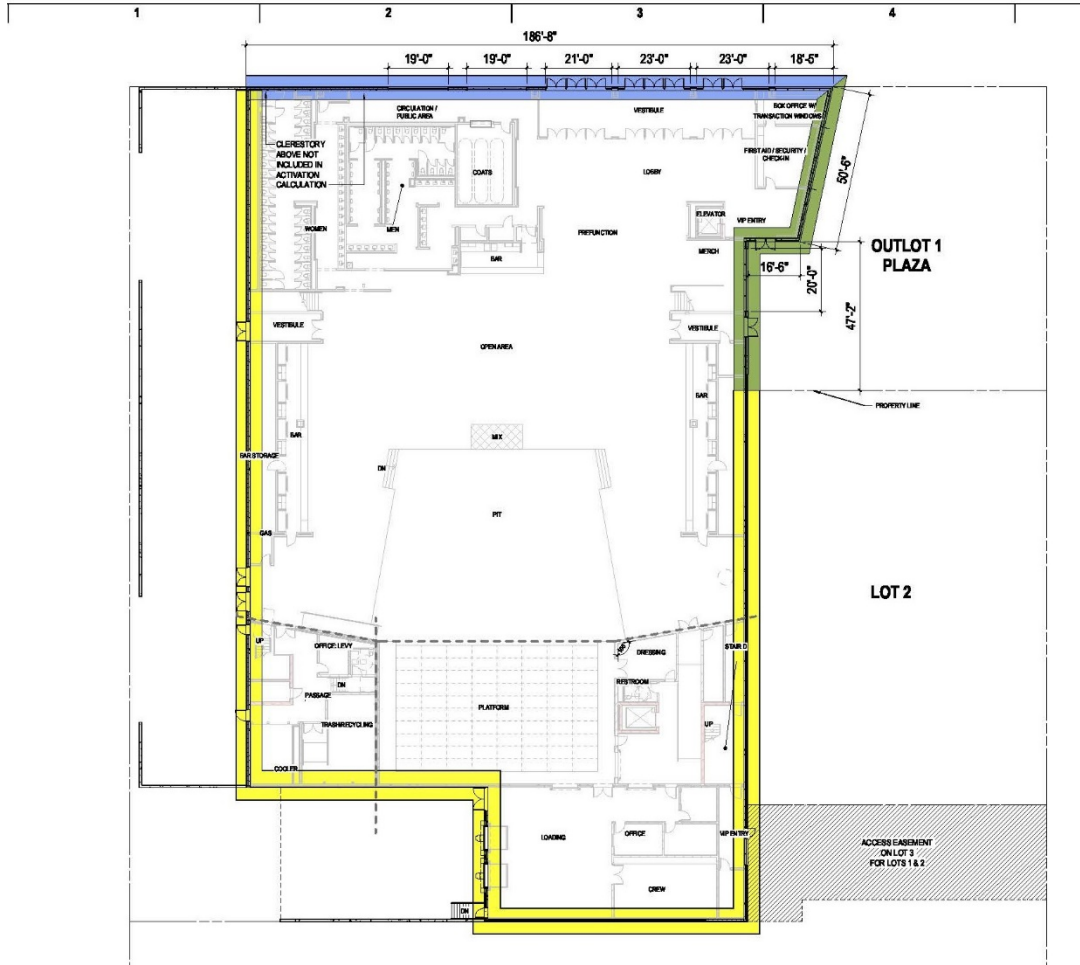 1 2 3 4
186'-8"
19'-0" 19'-0" 21'-0" 23'-0" 23'-0" 18'-5"
CIRCULATION /
PUBLIC AREA
VESTIBULE
BOX OFFICE W/
TRANSACTION WINDOWS
CLERESTORY
ABOVE NOT
INCLUDED IN
ACTIVATION
CALCULATION
COATS
LOBBY
FIRST AID / SECURITY /
CHECK-IN
50'-6"
WOMEN
MEN
ELEVATOR
VIP ENTRY
PREFUNCTION
BAR
MERCH
OUTLOT 1
PLAZA
16'-6"
20'-0"
47'-2"
VESTIBULE
VESTIBULE
OPEN AREA
PROPERTY LINE
BAR
BAR
MIX
BAR STORAGE
DN
PIT
GAS
LOT 2
UP
OFFICE: LEVY
DRESSING
STAIR D
DN
PASSAGE
RESTROOM
PLATFORM
TRASH/RECYCLING
UP
COOLER
LOADING
OFFICE
VIP ENTRY
ACCESS EASEMENT
ON LOT 3
FOR LOTS 1 & 2
CREW
DN